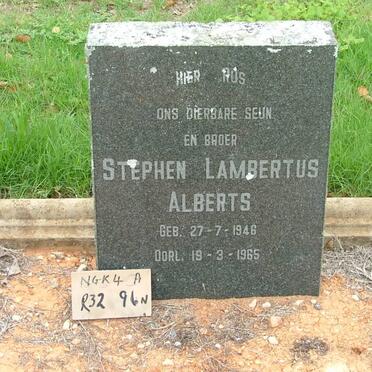 HIER RUS
ONS DIERBARE SEUN
EN BROER
STEPHEN LAMBERTUS
ALBERTS
GEB. 27-7-1946
OORL. 19-3-1965
NGK4 A
R32 96N